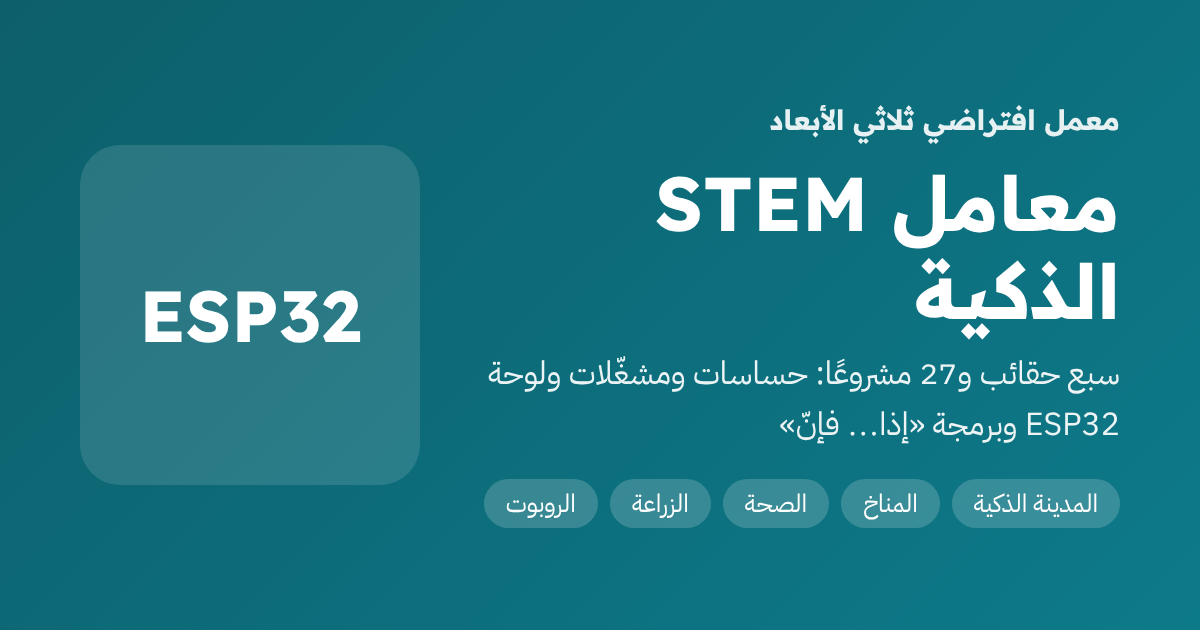 معمل افتراضي ثلاثي الأبعاد
معامل STEM
الذكية
سبع حقائب و27 مشروعًا: حساسات ومشغّلات ولوحة
ESP32 وبرمجة «إذا... فإنّ»
المدينة الذكية
المناخ
الصحة
الزراعة
الروبوت
ESP32